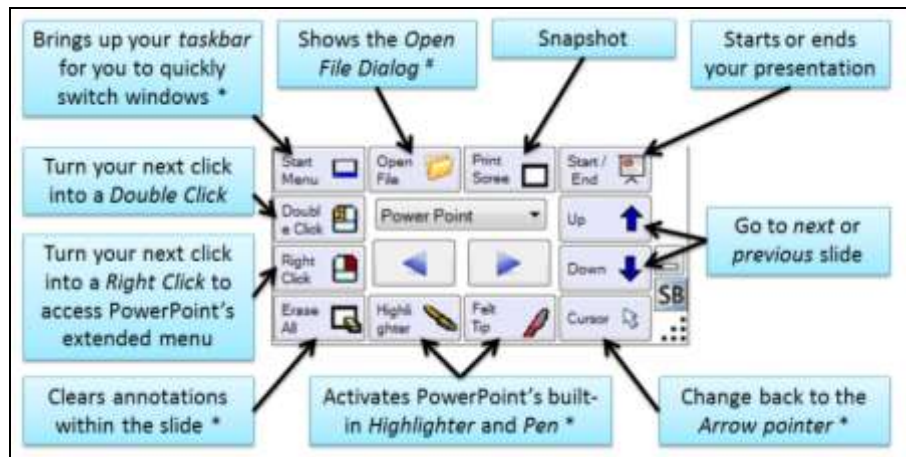 Brings up your taskbar
for you to quickly
switch windows *
Shows the Open
File Dialog #
Snapshot
Starts or ends
your presentation
Turn your next click
into a Double Click
Turn your next click
into a Right Click to
access PowerPoint's
extended menu
Clears annotations
within the slide *
Start
Menu
Open
File
Print
Scree
Start /
End
Doubl
e Click
Power Point
Up
Right
Click
Down
SB
Erase
All
Highli
ghter
Felt
Tip
Cursor
Go to next or
previous slide
Activates PowerPoint's built-
in Highlighter and Pen *
Change back to the
Arrow pointer *